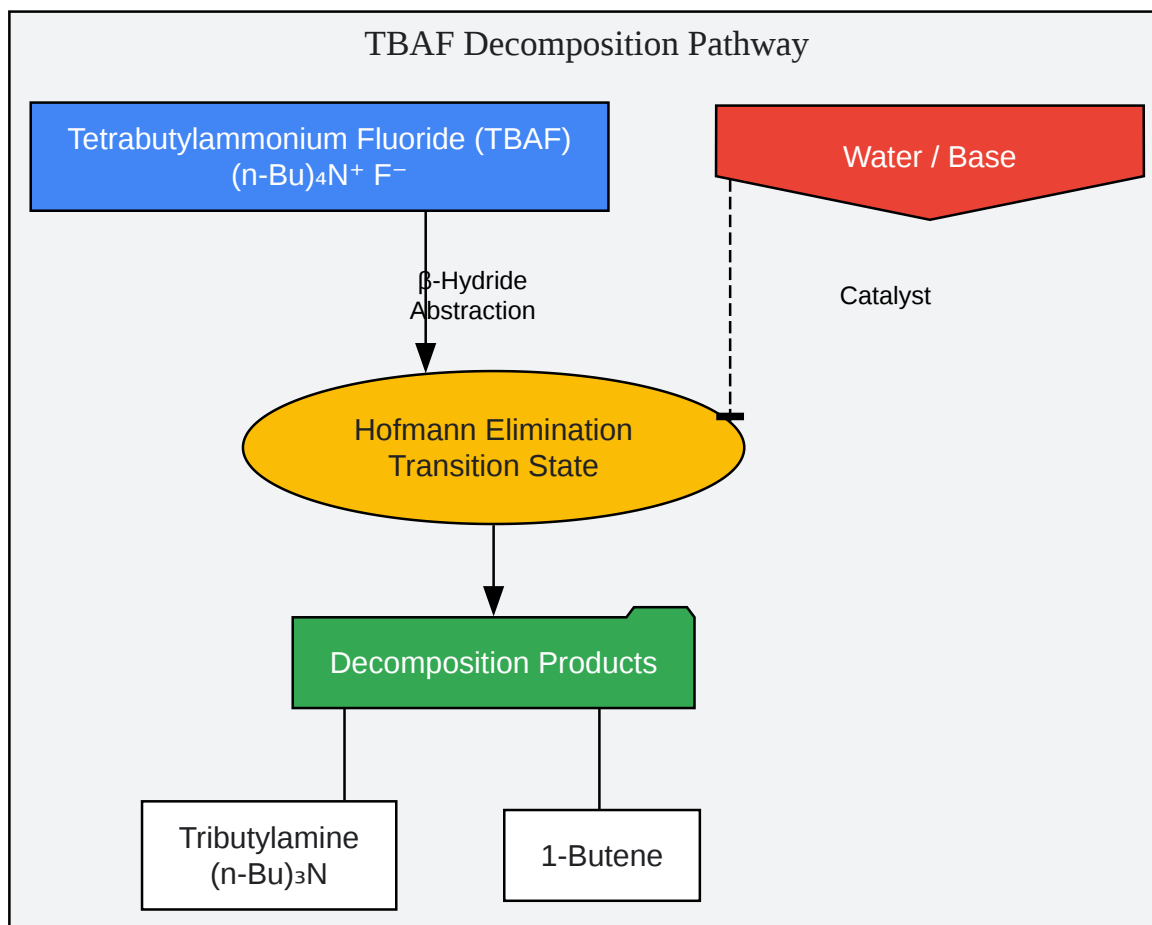 TBAF Decomposition Pathway
Tetrabutylammonium Fluoride (TBAF)
(n-Bu)₄N⁺ F⁻
Water / Base
β-Hydride
Abstraction
Catalyst
Hofmann Elimination
Transition State
Decomposition Products
Tributylamine
(n-Bu)₃N
1-Butene